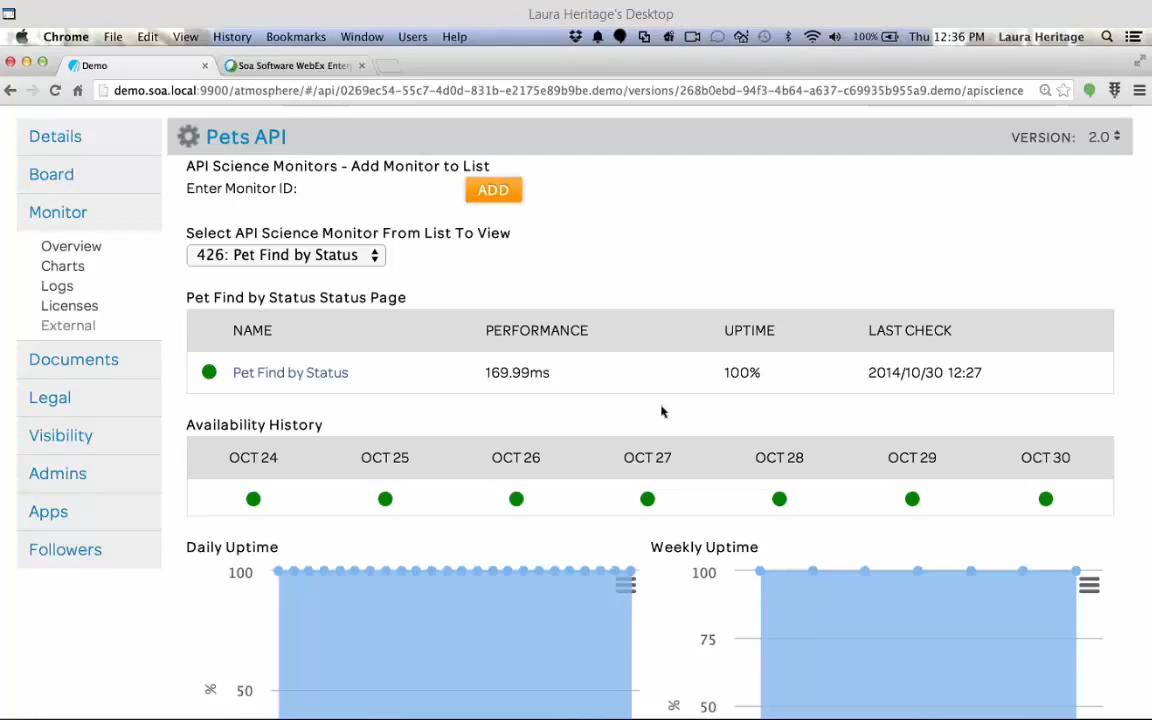 Laura Heritage's Desktop
Chrome File Edit View History Bookmarks Window Users Help 100% Thu 12:36 PM Laura Heritage
Demo × Soa Software WebEx Enter ×
demo.soa.local:9900/atmosphere/#/api/0269ec54-55c7-4d0d-831b-e2175e89b9be.demo/versions/268b0ebd-94f3-4b64-a637-c69935b955a9.demo/apiscience
Details
Board
Monitor
Overview
Charts
Logs
Licenses
External
Documents
Legal
Visibility
Admins
Apps
Followers
Pets API VERSION: 2.0
API Science Monitors - Add Monitor to List
Enter Monitor ID: ADD
Select API Science Monitor From List To View
426: Pet Find by Status
Pet Find by Status Status Page
NAME PERFORMANCE UPTIME LAST CHECK
Pet Find by Status 169.99ms 100% 2014/10/30 12:27
Availability History
OCT 24 OCT 25 OCT 26 OCT 27 OCT 28 OCT 29 OCT 30
Daily Uptime Weekly Uptime
100 100
75
% 50 % 50